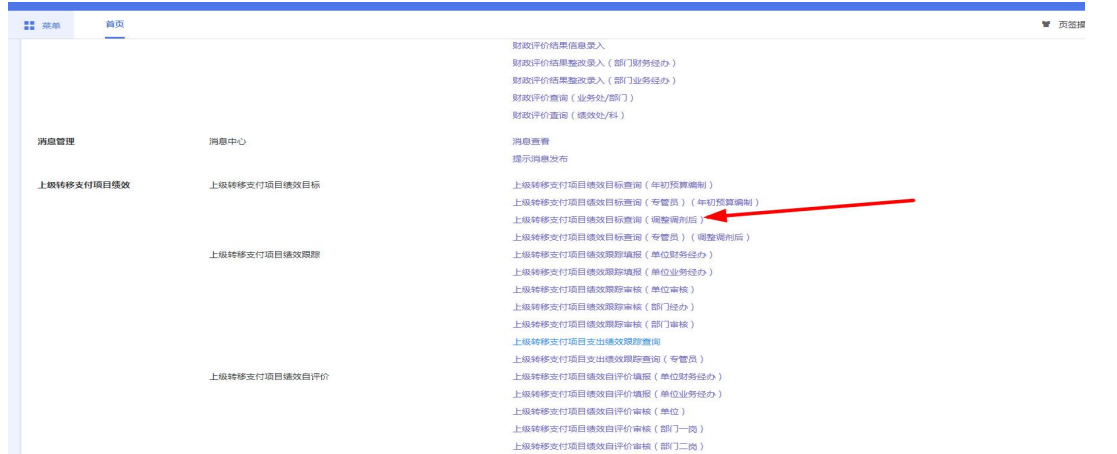 菜单 首页 页签操
财政评价结果信息录入
财政评价结果整改录入（部门财务经办）
财政评价结果整改录入（部门业务经办）
财政评价查询（业务处/部门）
财政评价查询（绩效处/科）
消息管理 消息中心 消息查看
提示消息发布
上级转移支付项目绩效 上级转移支付项目绩效目标 上级转移支付项目绩效目标查询（年初预算编制）
上级转移支付项目绩效目标查询（专管员）（年初预算编制）
上级转移支付项目绩效目标查询（调整调剂后）
上级转移支付项目绩效目标查询（专管员）（调整调剂后）
上级转移支付项目绩效跟踪 上级转移支付项目绩效跟踪填报（单位财务经办）
上级转移支付项目绩效跟踪填报（单位业务经办）
上级转移支付项目绩效跟踪审核（单位审核）
上级转移支付项目绩效跟踪审核（部门经办）
上级转移支付项目绩效跟踪审核（部门审核）
上级转移支付项目支出绩效跟踪查询
上级转移支付项目支出绩效跟踪查询（专管员）
上级转移支付项目绩效自评价 上级转移支付项目绩效自评价填报（单位财务经办）
上级转移支付项目绩效自评价填报（单位业务经办）
上级转移支付项目绩效自评价审核（单位）
上级转移支付项目绩效自评价审核（部门一岗）
上级转移支付项目绩效自评价审核（部门二岗）